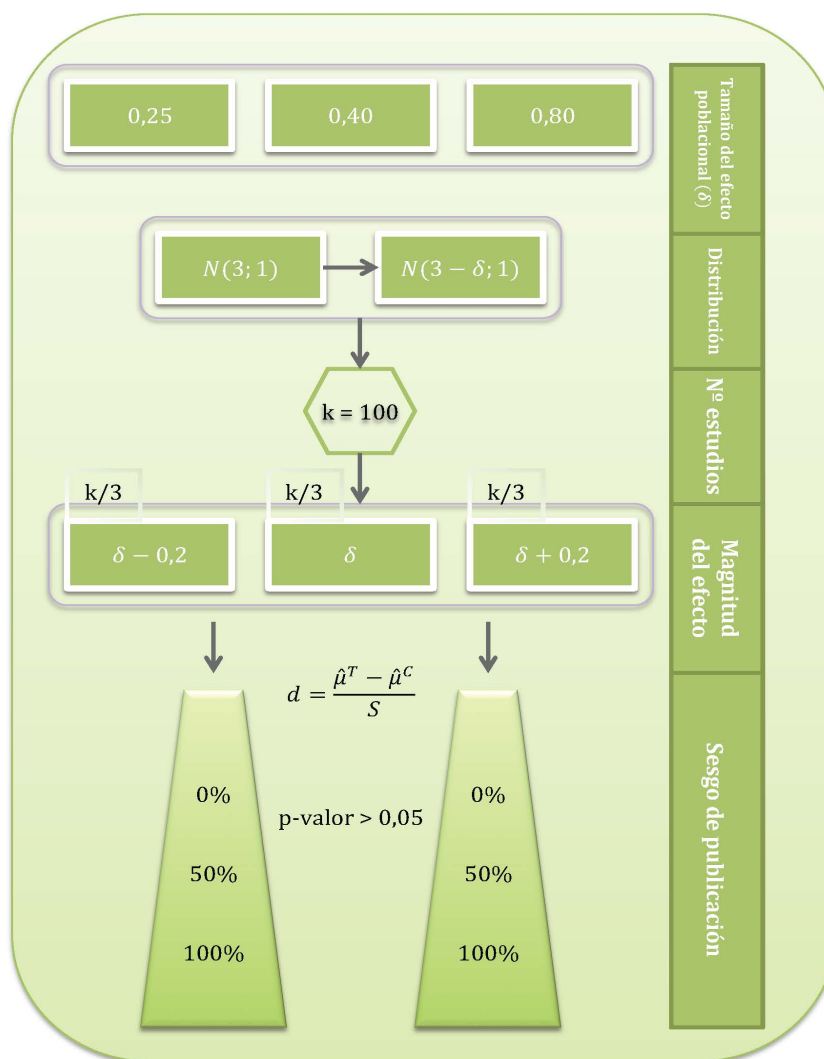 0,25
0,40
0,80
Tamaño del efecto
poblacional (δ)
N(3; 1)
N(3 − δ; 1)
Distribución
k = 100
Nº estudios
k/3
k/3
k/3
δ − 0,2
δ
δ + 0,2
Magnitud
del efecto
d = (μ̂ᵀ − μ̂ᶜ) / S
0%
0%
p-valor > 0,05
50%
50%
100%
100%
Sesgo de publicación